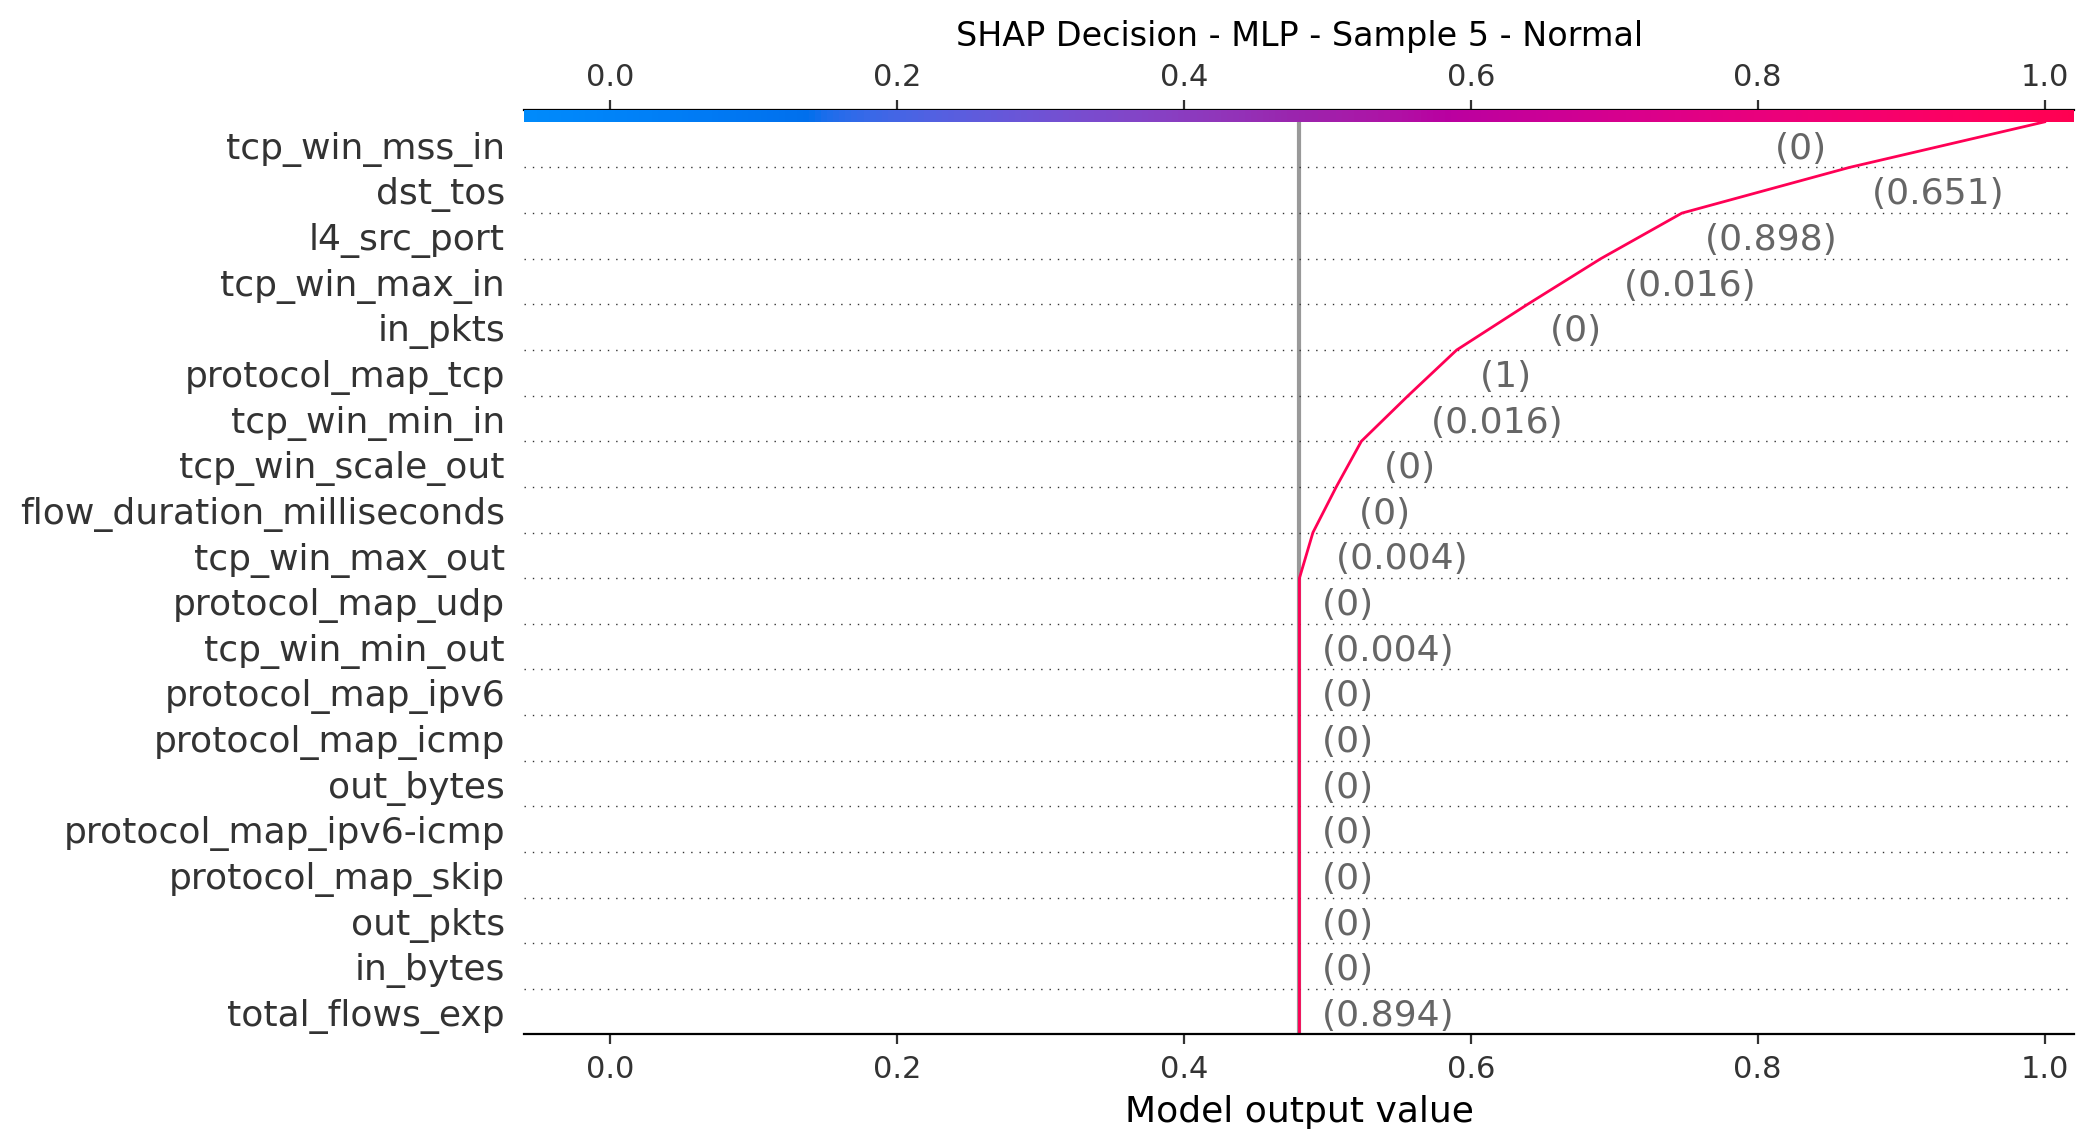 SHAP Decision - MLP - Sample 5 - Normal
0.0 0.2 0.4 0.6 0.8 1.0
tcp_win_mss_in (0)
dst_tos (0.651)
l4_src_port (0.898)
tcp_win_max_in (0.016)
in_pkts (0)
protocol_map_tcp (1)
tcp_win_min_in (0.016)
tcp_win_scale_out (0)
flow_duration_milliseconds (0)
tcp_win_max_out (0.004)
protocol_map_udp (0)
tcp_win_min_out (0.004)
protocol_map_ipv6 (0)
protocol_map_icmp (0)
out_bytes (0)
protocol_map_ipv6-icmp (0)
protocol_map_skip (0)
out_pkts (0)
in_bytes (0)
total_flows_exp (0.894)
0.0 0.2 0.4 0.6 0.8 1.0
Model output value